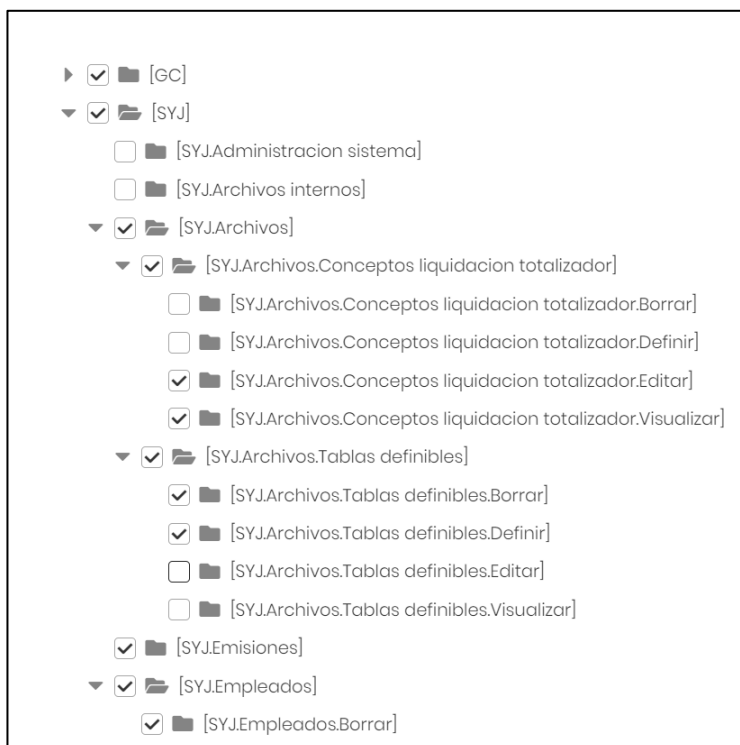 [GC]
[SYJ]
[SYJ.Administracion sistema]
[SYJ.Archivos internos]
[SYJ.Archivos]
[SYJ.Archivos.Conceptos liquidacion totalizador]
[SYJ.Archivos.Conceptos liquidacion totalizador.Borrar]
[SYJ.Archivos.Conceptos liquidacion totalizador.Definir]
[SYJ.Archivos.Conceptos liquidacion totalizador.Editar]
[SYJ.Archivos.Conceptos liquidacion totalizador.Visualizar]
[SYJ.Archivos.Tablas definibles]
[SYJ.Archivos.Tablas definibles.Borrar]
[SYJ.Archivos.Tablas definibles.Definir]
[SYJ.Archivos.Tablas definibles.Editar]
[SYJ.Archivos.Tablas definibles.Visualizar]
[SYJ.Emisiones]
[SYJ.Empleados]
[SYJ.Empleados.Borrar]